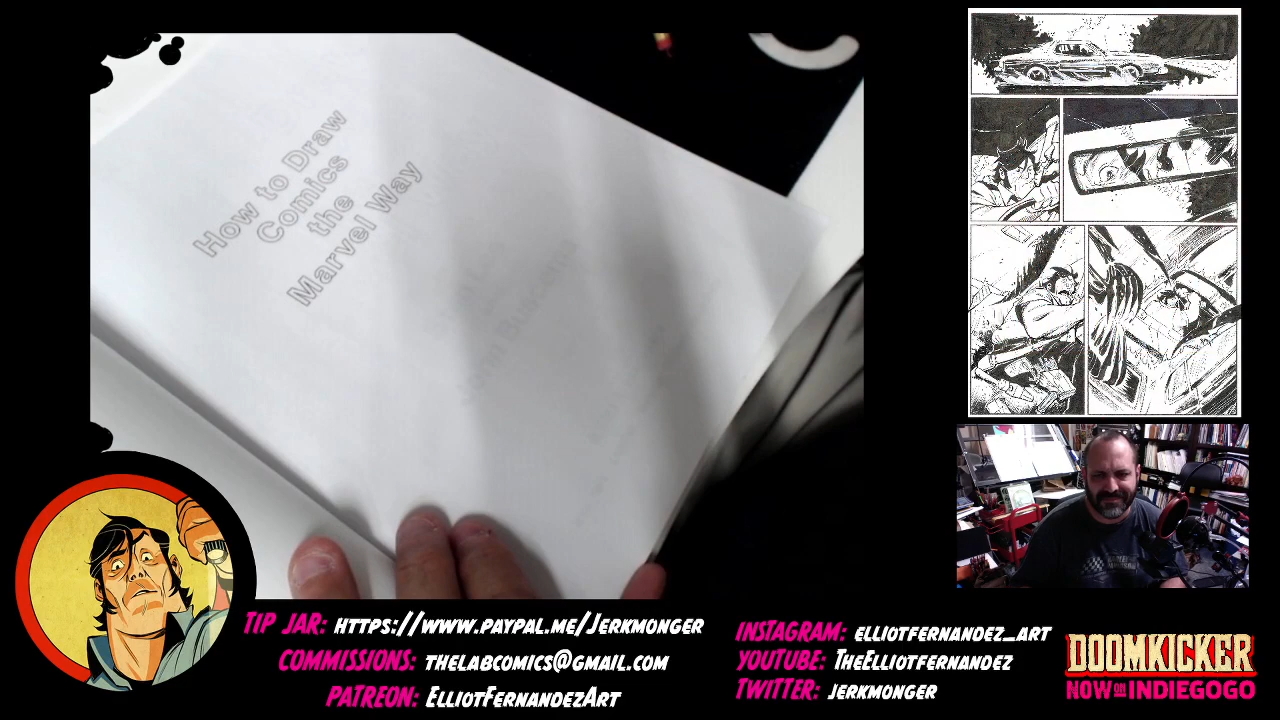 How to Draw
Comics
the
Marvel Way
TIP JAR: HTTPS://WWW.PAYPAL.ME/JERKMONGER
COMMISSIONS: THELABCOMICS@GMAIL.COM
PATREON: ELLIOTFERNANDEZART
INSTAGRAM: ELLIOTFERNANDEZ_ART
YOUTUBE: THEELLIOTFERNANDEZ
TWITTER: JERKMONGER
DOOMKICKER
NOW ON INDIEGOGO